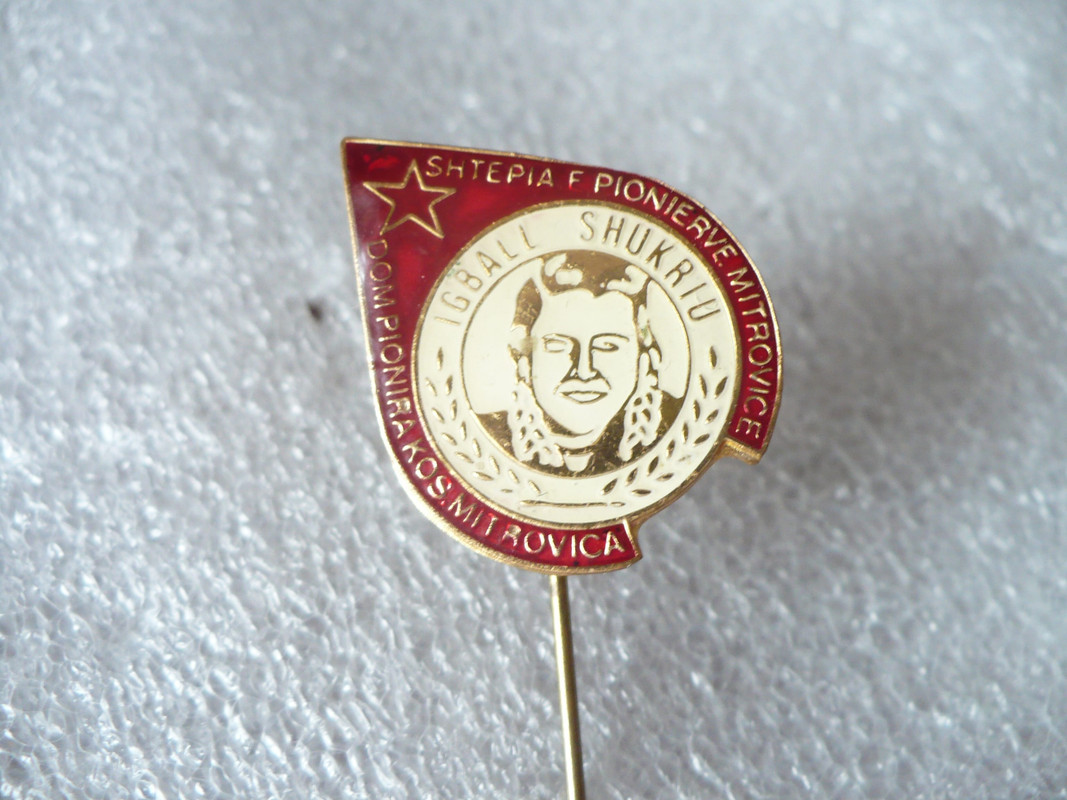 SHTEPIA E PIONIERVE MITROVICE
IGBALL SHUKRIU
DOM PIONIRA KOS. MITROVICA